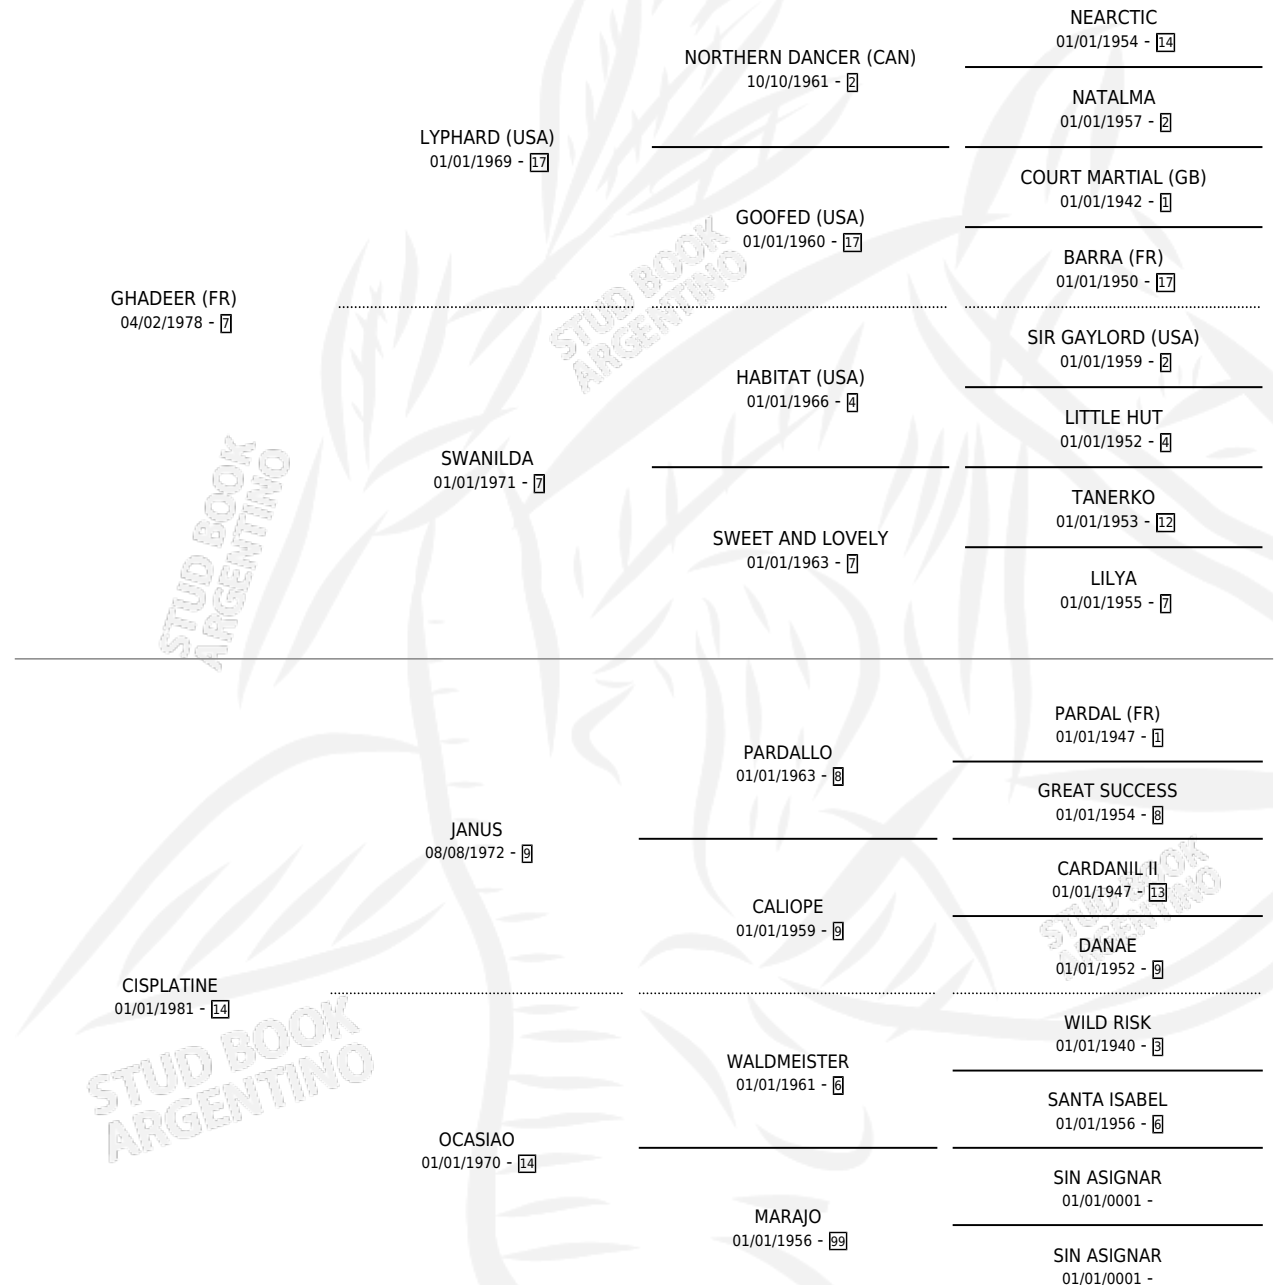 NEARCTIC
01/01/1954 - 14
NORTHERN DANCER (CAN)
10/10/1961 - 2
NATALMA
01/01/1957 - 2
LYPHARD (USA)
01/01/1969 - 17
COURT MARTIAL (GB)
01/01/1942 - 1
GOOFED (USA)
01/01/1960 - 17
BARRA (FR)
01/01/1950 - 17
GHADEER (FR)
04/02/1978 - 7
SIR GAYLORD (USA)
01/01/1959 - 2
HABITAT (USA)
01/01/1966 - 4
LITTLE HUT
01/01/1952 - 4
SWANILDA
01/01/1971 - 7
TANERKO
01/01/1953 - 12
SWEET AND LOVELY
01/01/1963 - 7
LILYA
01/01/1955 - 7
PARDAL (FR)
01/01/1947 - 1
PARDALLO
01/01/1963 - 8
GREAT SUCCESS
01/01/1954 - 8
JANUS
08/08/1972 - 9
CARDANIL II
01/01/1947 - 13
CALIOPE
01/01/1959 - 9
DANAE
01/01/1952 - 9
CISPLATINE
01/01/1981 - 14
WILD RISK
01/01/1940 - 3
WALDMEISTER
01/01/1961 - 6
SANTA ISABEL
01/01/1956 - 6
OCASIAO
01/01/1970 - 14
SIN ASIGNAR
01/01/0001 -
MARAJO
01/01/1956 - 99
SIN ASIGNAR
01/01/0001 -
STUD BOOK
ARGENTINO
STUD BOOK
ARGENTINO
STUD BOOK
ARGENTINO
STUD BOOK
ARGENTINO